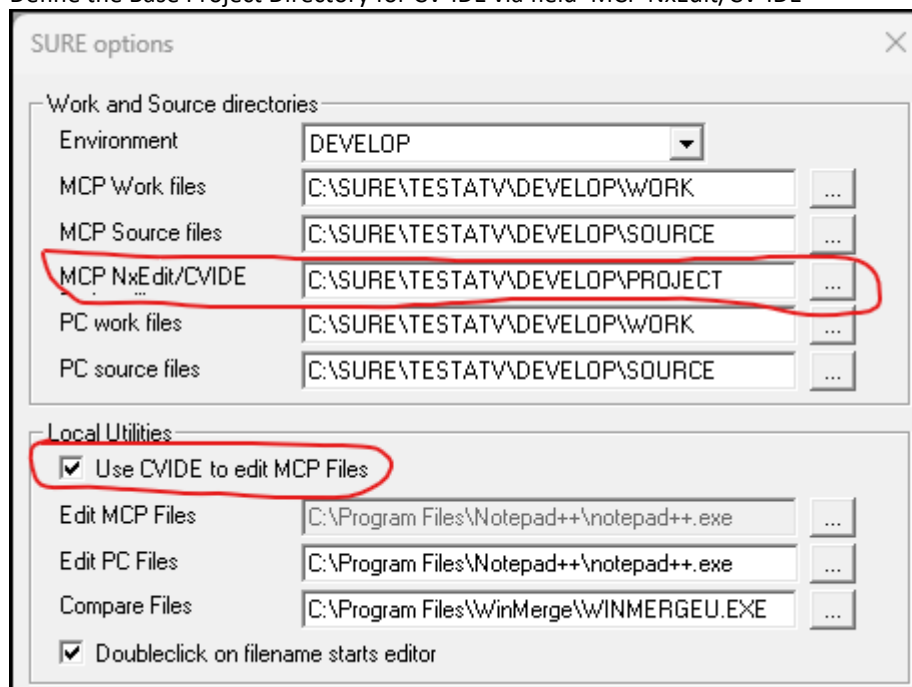 Define the Base Project Directory for CVIDE via field MCP NxEdit/CVIDE
SURE options
Work and Source directories
Environment DEVELOP
MCP Work files C:\SURE\TESTATV\DEVELOP\WORK ...
MCP Source files C:\SURE\TESTATV\DEVELOP\SOURCE ...
MCP NxEdit/CVIDE C:\SURE\TESTATV\DEVELOP\PROJECT ...
PC work files C:\SURE\TESTATV\DEVELOP\WORK ...
PC source files C:\SURE\TESTATV\DEVELOP\SOURCE ...
Local Utilities
Use CVIDE to edit MCP Files
Edit MCP Files C:\Program Files\Notepad++\notepad++.exe ...
Edit PC Files C:\Program Files\Notepad++\notepad++.exe ...
Compare Files C:\Program Files\WinMerge\WINMERGEU.EXE ...
Doubleclick on filename starts editor